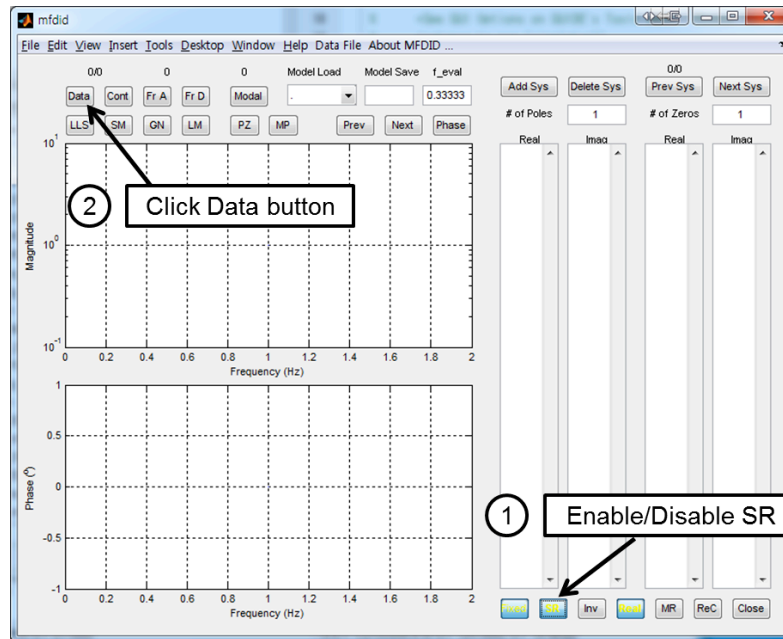 mfdid
File Edit View Insert Tools Desktop Window Help Data File About MFDID ...
0/0 0 0 Model Load Model Save f_eval 0/0
Data Cont Fr A Fr D Modal . 0.33333 Add Sys Delete Sys Prev Sys Next Sys
# of Poles 1 # of Zeros 1
LLS SM GN LM PZ MP Prev Next Phase
Real Imag Real Imag
10^1
2 Click Data button
Magnitude
10^0
10^-1
0 0.2 0.4 0.6 0.8 1 1.2 1.4 1.6 1.8 2
Frequency (Hz)
1
0.5
Phase (º)
0
1 Enable/Disable SR
-0.5
-1
0 0.2 0.4 0.6 0.8 1 1.2 1.4 1.6 1.8 2
Frequency (Hz)
SR Inv Real MR ReC Close